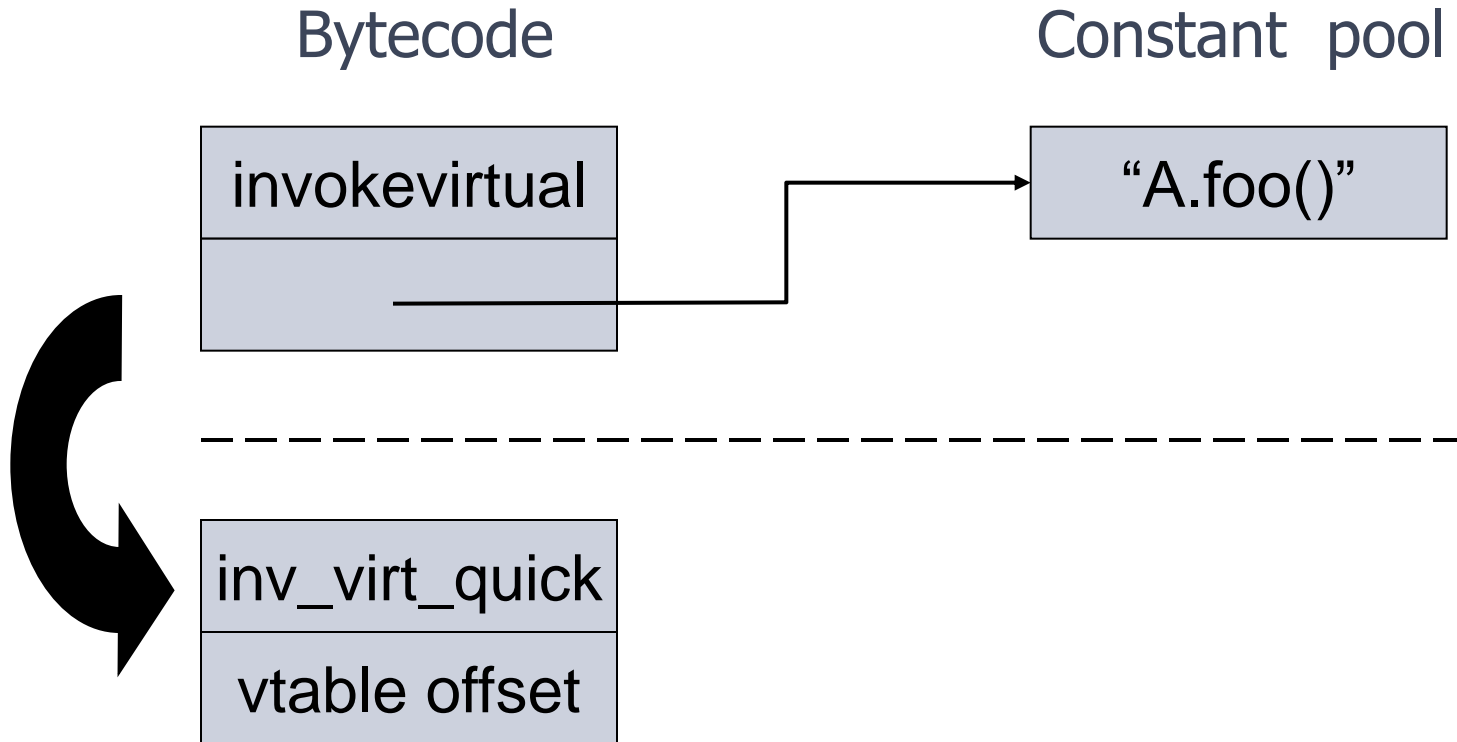 Bytecode
Constant pool
invokevirtual
“A.foo()”
inv_virt_quick
vtable offset